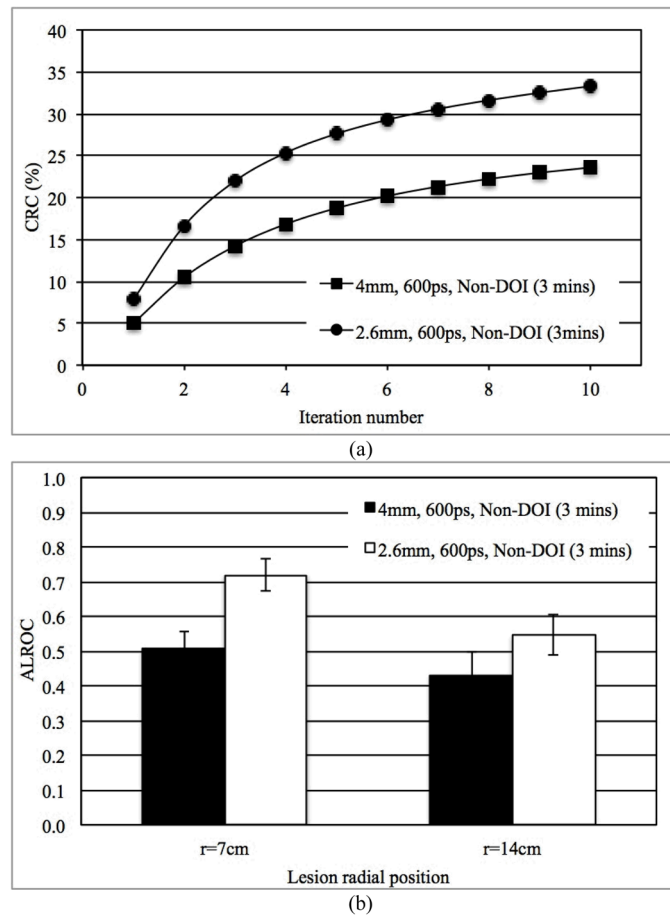 40
35
30
25
20
15
10
5
0
CRC (%)
4mm, 600ps, Non-DOI (3 mins)
2.6mm, 600ps, Non-DOI (3mins)
0 2 4 6 8 10
Iteration number
(a)
1.0
0.9
0.8
0.7
0.6
0.5
0.4
0.3
0.2
0.1
0.0
ALROC
4mm, 600ps, Non-DOI (3 mins)
2.6mm, 600ps, Non-DOI (3 mins)
r=7cm r=14cm
Lesion radial position
(b)